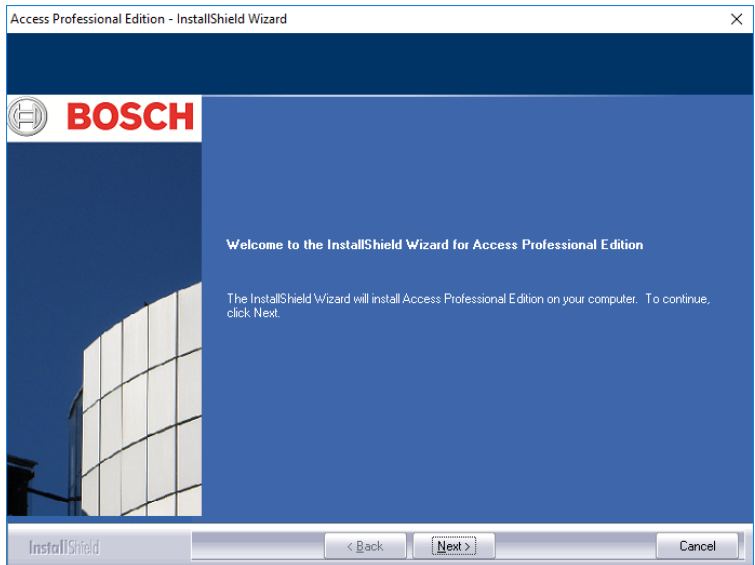 Access Professional Edition - InstallShield Wizard
BOSCH
Welcome to the InstallShield Wizard for Access Professional Edition
The InstallShield Wizard will install Access Professional Edition on your computer. To continue,
click Next.
InstallShield
< Back
Next >
Cancel